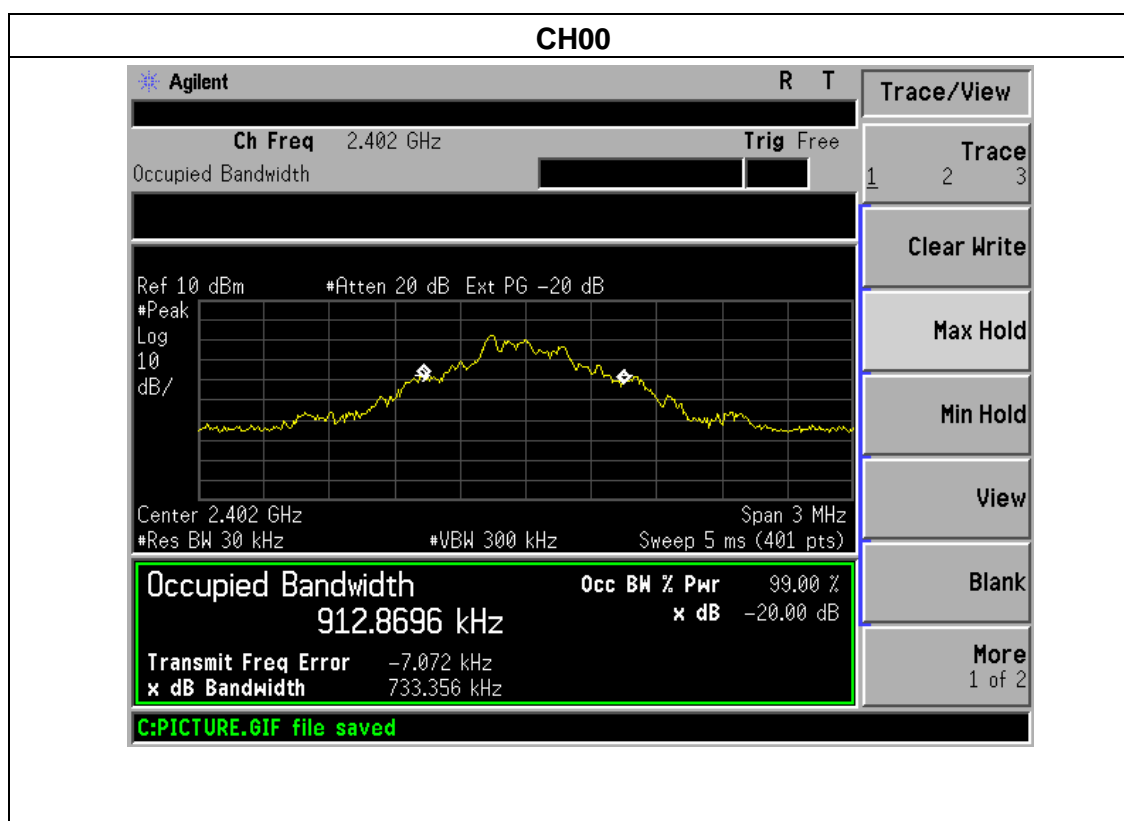 CH00
Agilent R T
Trace/View
Ch Freq 2.402 GHz Trig Free
Occupied Bandwidth
Trace
1 2 3
Clear Write
Ref 10 dBm #Atten 20 dB Ext PG -20 dB
#Peak
Log
10
dB/
Max Hold
Min Hold
View
Center 2.402 GHz Span 3 MHz
#Res BW 30 kHz #VBW 300 kHz Sweep 5 ms (401 pts)
Occupied Bandwidth Occ BW % Pwr 99.00 %
912.8696 kHz x dB -20.00 dB
Blank
Transmit Freq Error -7.072 kHz
x dB Bandwidth 733.356 kHz
More
1 of 2
C:PICTURE.GIF file saved